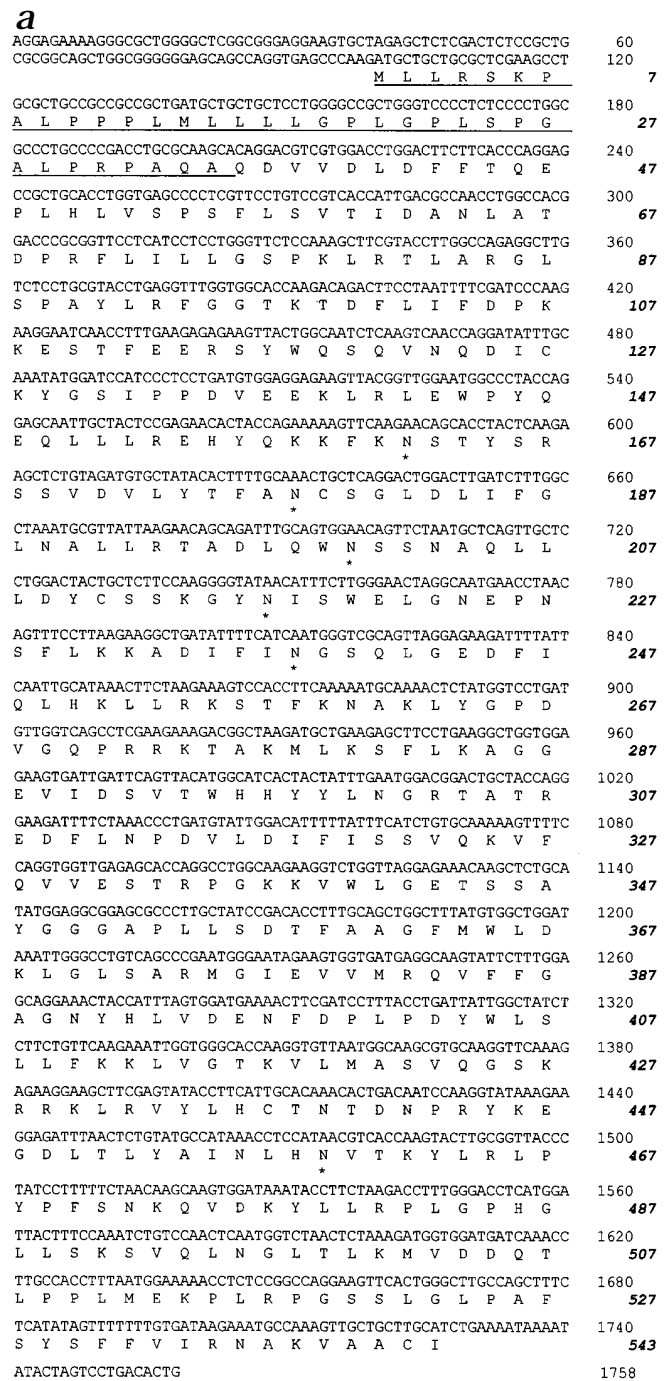 a
AGGAGAAAAGGGCGCTGGGGCTCGGCGGGAGGAAGTGCTAGAGCTCTCGACTCTCCGCTG 60
CGCGGCAGCTGGCGGGGGGAGCAGCCAGGTGAGCCCAAGATGCTGCTGCGCTCGAAGCCT 120
M L L R S K P 7
GCGCTGCCGCCGCCGCTGATGCTGCTGCTCCTGGGGCCGCTGGGTCCCCTCTCCCCTGGC 180
A L P P P L M L L L L G P L G P L S P G 27
GCCCTGCCCCGACCTGCGCAAGCACAGGACGTCGTGGACCTGGACTTCTTCACCCAGGAG 240
A L P R P A Q A Q D V V D L D F F T Q E 47
CCGCTGCACCTGGTGAGCCCCTCGTTCCTGTCCGTCACCATTGACGCCAACCTGGCCACG 300
P L H L V S P S F L S V T I D A N L A T 67
GACCCGCGGTTCCTCATCCTCCTGGGTTCTCCAAAGCTTCGTACCTTGGCCAGAGGCTTG 360
D P R F L I L L G S P K L R T L A R G L 87
TCTCCTGCGTACCTGAGGTTTGGTGGCACCAAGACAGACTTCCTAATTTTCGATCCCAAG 420
S P A Y L R F G G T K T D F L I F D P K 107
AAGGAATCAACCTTTGAAGAGAGAAGTTACTGGCAATCTCAAGTCAACCAGGATATTTGC 480
K E S T F E E R S Y W Q S Q V N Q D I C 127
AAATATGGATCCATCCCTCCTGATGTGGAGGAGAAGTTACGGTTGGAATGGCCCTACCAG 540
K Y G S I P P D V E E K L R L E W P Y Q 147
GAGCAATTGCTACTCCGAGAACACTACCAGAAAAAGTTCAAGAACAGCACCTACTCAAGA 600
E Q L L L R E H Y Q K K F K N S T Y S R 167
*
AGCTCTGTAGATGTGCTATACACTTTTGCAAACTGCTCAGGACTGGACTTGATCTTTGGC 660
S S V D V L Y T F A N C S G L D L I F G 187
*
CTAAATGCGTTATTAAGAACAGCAGATTTGCAGTGGAACAGTTCTAATGCTCAGTTGCTC 720
L N A L L R T A D L Q W N S S N A Q L L 207
*
CTGGACTACTGCTCTTCCAAGGGGTATAACATTTCTTGGGAACTAGGCAATGAACCTAAC 780
L D Y C S S K G Y N I S W E L G N E P N 227
*
AGTTTCCTTAAGAAGGCTGATATTTTCATCAATGGGTCGCAGTTAGGAGAAGATTTTATT 840
S F L K K A D I F I N G S Q L G E D F I 247
*
CAATTGCATAAACTTCTAAGAAAGTCCACCTTCAAAAATGCAAAACTCTATGGTCCTGAT 900
Q L H K L L R K S T F K N A K L Y G P D 267
GTTGGTCAGCCTCGAAGAAAGACGGCTAAGATGCTGAAGAGCTTCCTGAAGGCTGGTGGA 960
V G Q P R R K T A K M L K S F L K A G G 287
GAAGTGATTGATTCAGTTACATGGCATCACTACTATTTGAATGGACGGACTGCTACCAGG 1020
E V I D S V T W H H Y Y L N G R T A T R 307
GAAGATTTTCTAAACCCTGATGTATTGGACATTTTTATTTCATCTGTGCAAAAAGTTTTC 1080
E D F L N P D V L D I F I S S V Q K V F 327
CAGGTGGTTGAGAGCACCAGGCCTGGCAAGAAGGTCTGGTTAGGAGAAACAAGCTCTGCA 1140
Q V V E S T R P G K K V W L G E T S S A 347
TATGGAGGCGGAGCGCCCTTGCTATCCGACACCTTTGCAGCTGGCTTTATGTGGCTGGAT 1200
Y G G G A P L L S D T F A A G F M W L D 367
AAATTGGGCCTGTCAGCCCGAATGGGAATAGAAGTGGTGATGAGGCAAGTATTCTTTGGA 1260
K L G L S A R M G I E V V M R Q V F F G 387
GCAGGAAACTACCATTTAGTGGATGAAAACTTCGATCCTTTACCTGATTATTGGCTATCT 1320
A G N Y H L V D E N F D P L P D Y W L S 407
CTTCTGTTCAAGAAATTGGTGGGCACCAAGGTGTTAATGGCAAGCGTGCAAGGTTCAAAG 1380
L L F K K L V G T K V L M A S V Q G S K 427
AGAAGGAAGCTTCGAGTATACCTTCATTGCACAAACACTGACAATCCAAGGTATAAAGAA 1440
R R K L R V Y L H C T N T D N P R Y K E 447
GGAGATTTAACTCTGTATGCCATAAACCTCCATAACGTCACCAAGTACTTGCGGTTACCC 1500
G D L T L Y A I N L H N V T K Y L R L P 467
*
TATCCTTTTTCTAACAAGCAAGTGGATAAATACCTTCTAAGACCTTTGGGACCTCATGGA 1560
Y P F S N K Q V D K Y L L R P L G P H G 487
TTACTTTCCAAATCTGTCCAACTCAATGGTCTAACTCTAAAGATGGTGGATGATCAAACC 1620
L L S K S V Q L N G L T L K M V D D Q T 507
TTGCCACCTTTAATGGAAAAACCTCTCCGGCCAGGAAGTTCACTGGGCTTGCCAGCTTTC 1680
L P P L M E K P L R P G S S L G L P A F 527
TCATATAGTTTTTTTGTGATAAGAAATGCCAAAGTTGCTGCTTGCATCTGAAAATAAAAT 1740
S Y S F F V I R N A K V A A C I 543
ATACTAGTCCTGACACTG 1758